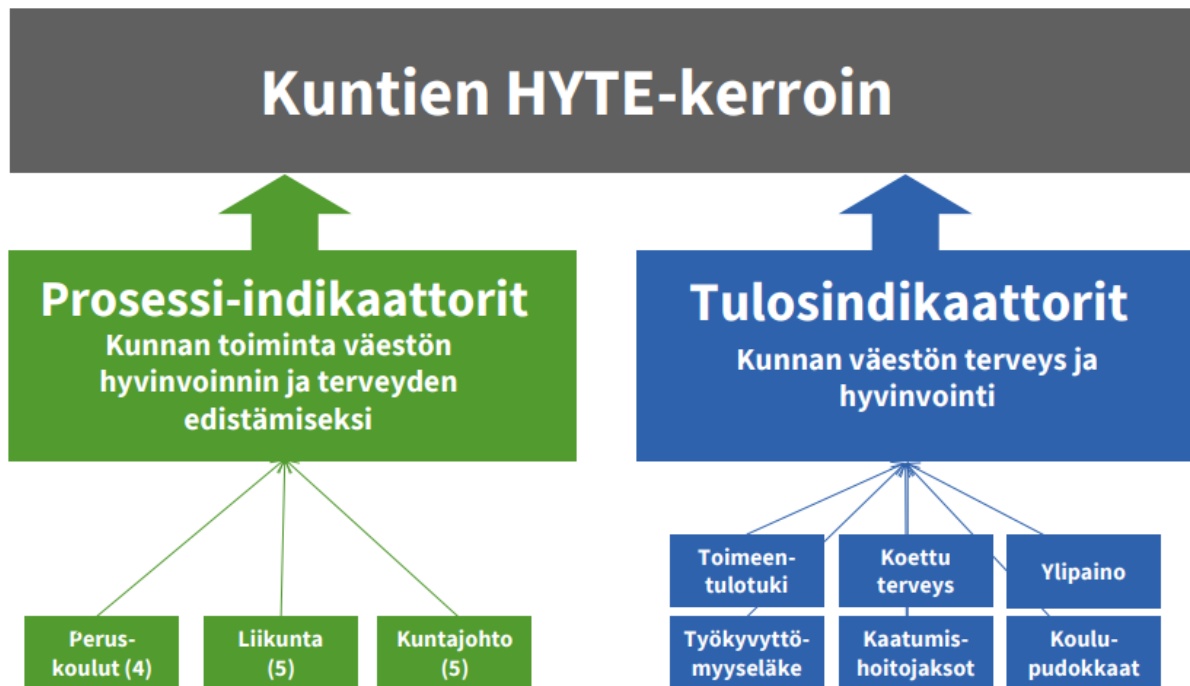 Kuntien HYTE-kerroin
Prosessi-indikaattorit
Kunnan toiminta väestön
hyvinvoinnin ja terveyden
edistämiseksi
Tulosindikaattorit
Kunnan väestön terveys ja
hyvinvointi
Perus-
koulut (4)
Liikunta
(5)
Kuntajohto
(5)
Toimeen-
tulotuki
Koettu
terveys
Ylipaino
Työkyvyttö-
myyseläke
Kaatumis-
hoitojaksot
Koulu-
pudokkaat